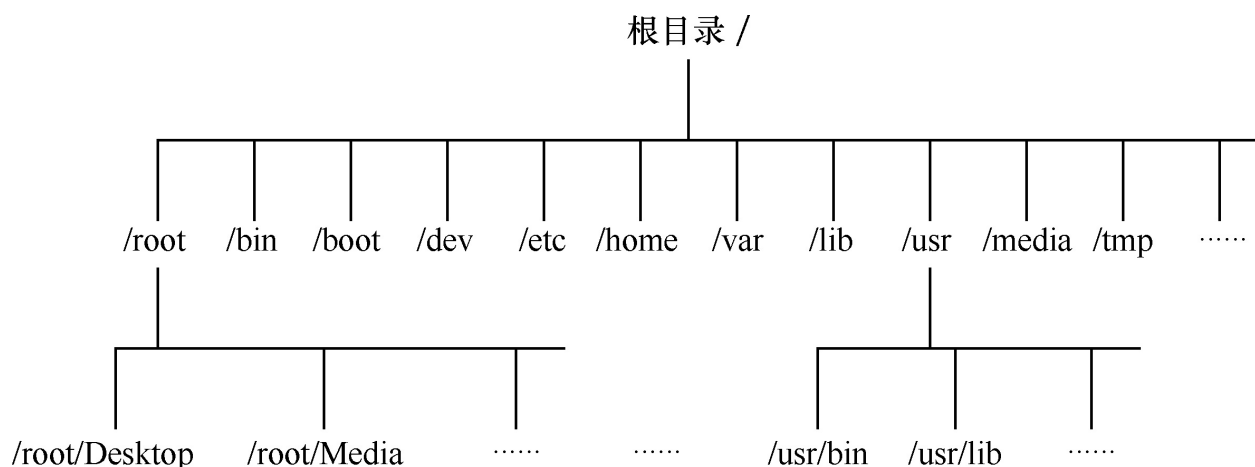 根目录 /
/root /bin /boot /dev /etc /home /var /lib /usr /media /tmp ……
/root/Desktop /root/Media …… …… /usr/bin /usr/lib ……